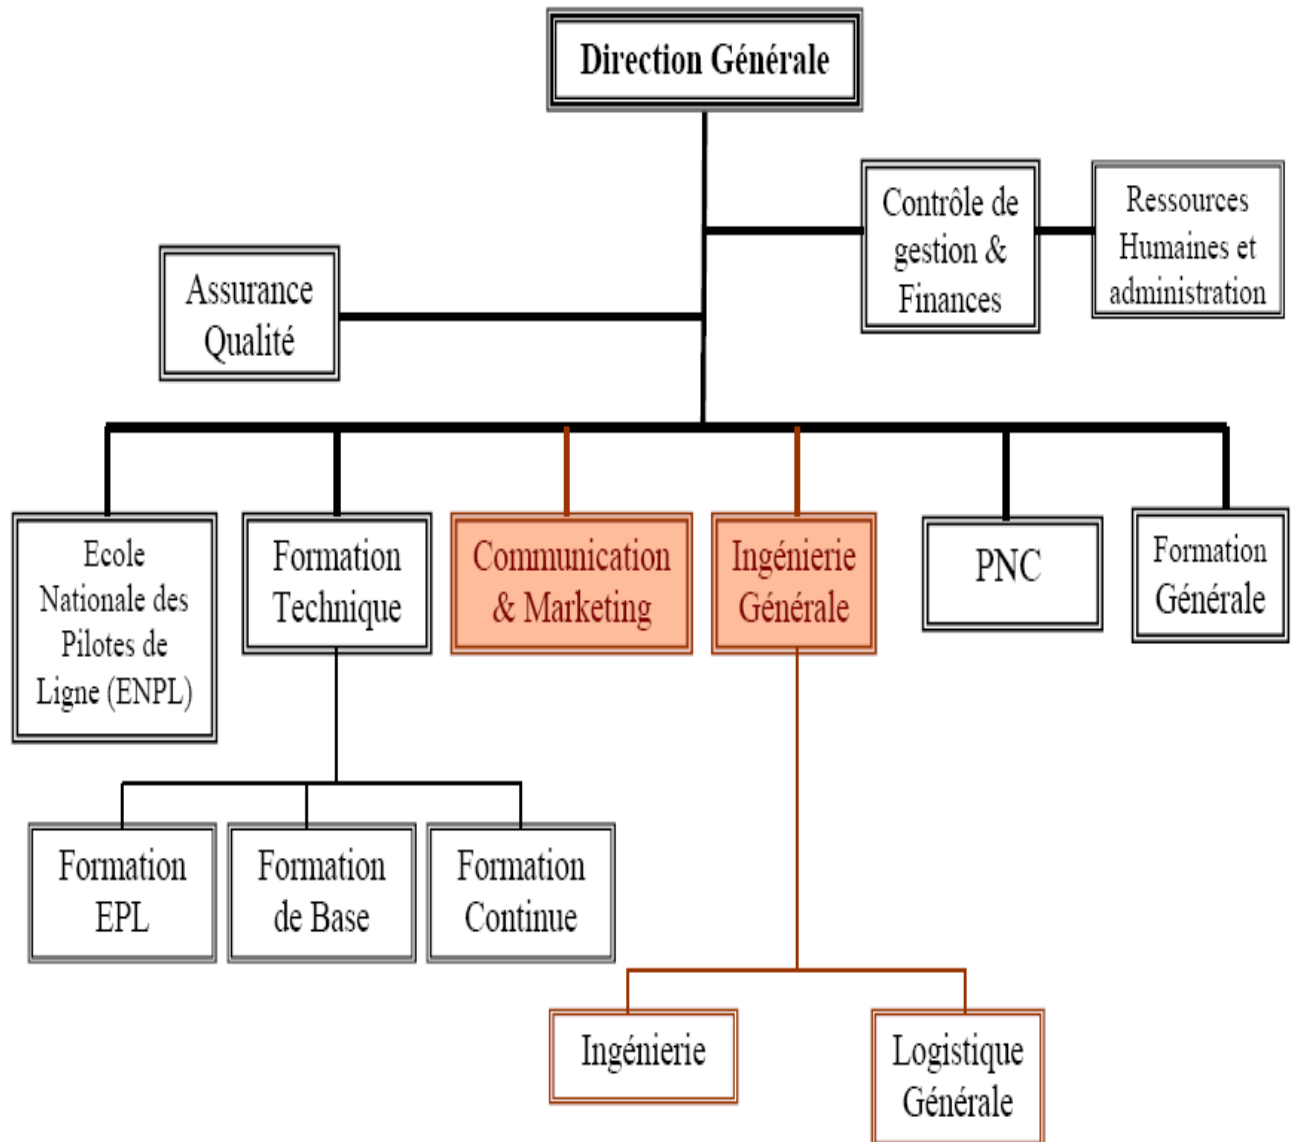 Direction Générale
Contrôle de
gestion &
Finances
Ressources
Humaines et
administration
Assurance
Qualité
Ecole
Nationale des
Pilotes de
Ligne (ENPL)
Formation
Technique
Communication
& Marketing
Ingénierie
Générale
PNC
Formation
Générale
Formation
EPL
Formation
de Base
Formation
Continue
Ingénierie
Logistique
Générale